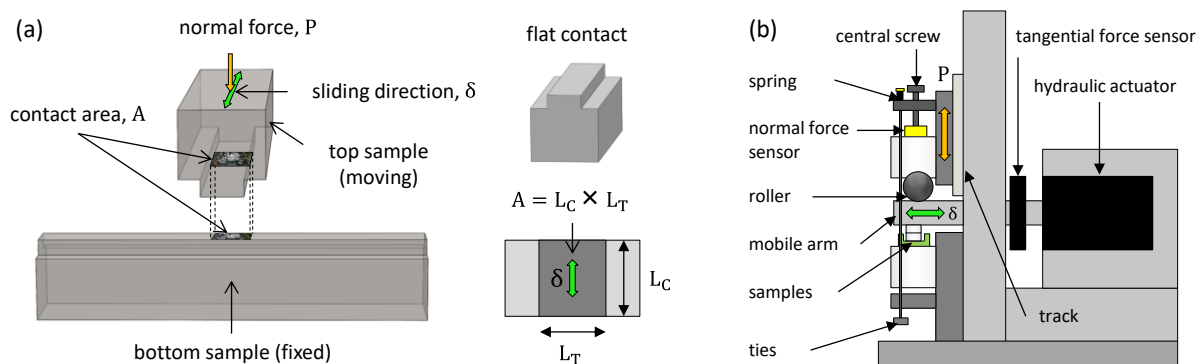 (a)
normal force, P
sliding direction, δ
contact area, A
top sample
(moving)
bottom sample (fixed)
flat contact
A = L_C × L_T
δ
L_C
L_T
(b)
central screw
tangential force sensor
spring
P
hydraulic actuator
normal force
sensor
roller
δ
mobile arm
samples
track
ties